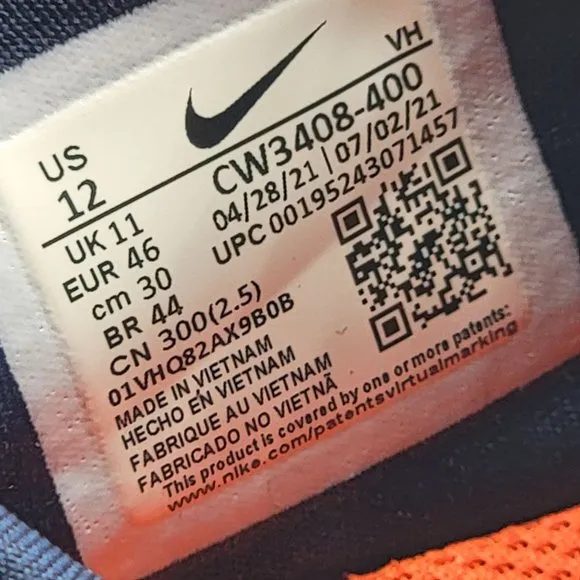 VH
US
12
CW3408-400
04/28/21 | 07/02/21
UPC 00195243071457
UK 11
EUR 46
cm 30
BR 44
CN 300(2.5)
01VHQ82AX9B0B
MADE IN VIETNAM
HECHO EN VIETNAM
FABRIQUE AU VIETNAM
FABRICADO NO VIETNÃ
This product is covered by one or more patents:
www.nike.com/patentsvirtualmarking